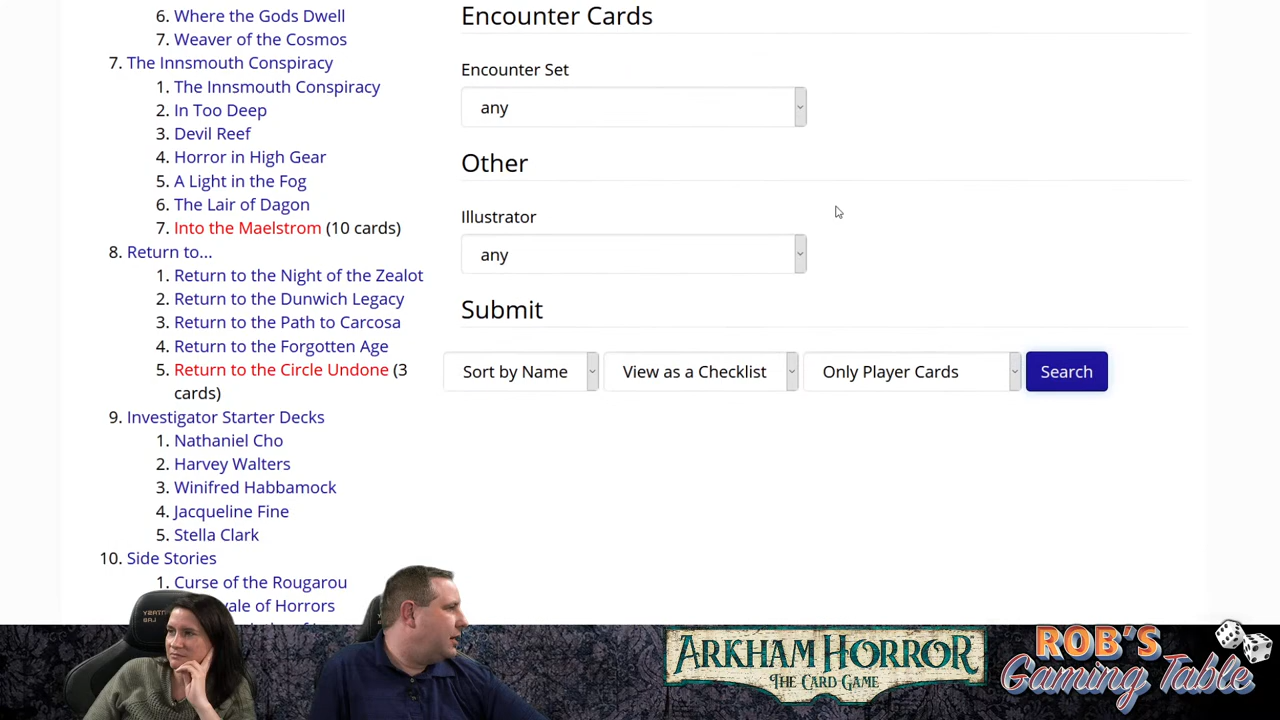 6. Where the Gods Dwell
7. Weaver of the Cosmos
7. The Innsmouth Conspiracy
1. The Innsmouth Conspiracy
2. In Too Deep
3. Devil Reef
4. Horror in High Gear
5. A Light in the Fog
6. The Lair of Dagon
7. Into the Maelstrom (10 cards)
8. Return to...
1. Return to the Night of the Zealot
2. Return to the Dunwich Legacy
3. Return to the Path to Carcosa
4. Return to the Forgotten Age
5. Return to the Circle Undone (3
cards)
9. Investigator Starter Decks
1. Nathaniel Cho
2. Harvey Walters
3. Winifred Habbamock
4. Jacqueline Fine
5. Stella Clark
10. Side Stories
1. Curse of the Rougarou
vale of Horrors
Encounter Cards
Encounter Set
any
Other
Illustrator
any
Submit
Sort by Name
View as a Checklist
Only Player Cards
Search
ARKHAM HORROR
THE CARD GAME
ROB'S
Gaming Table